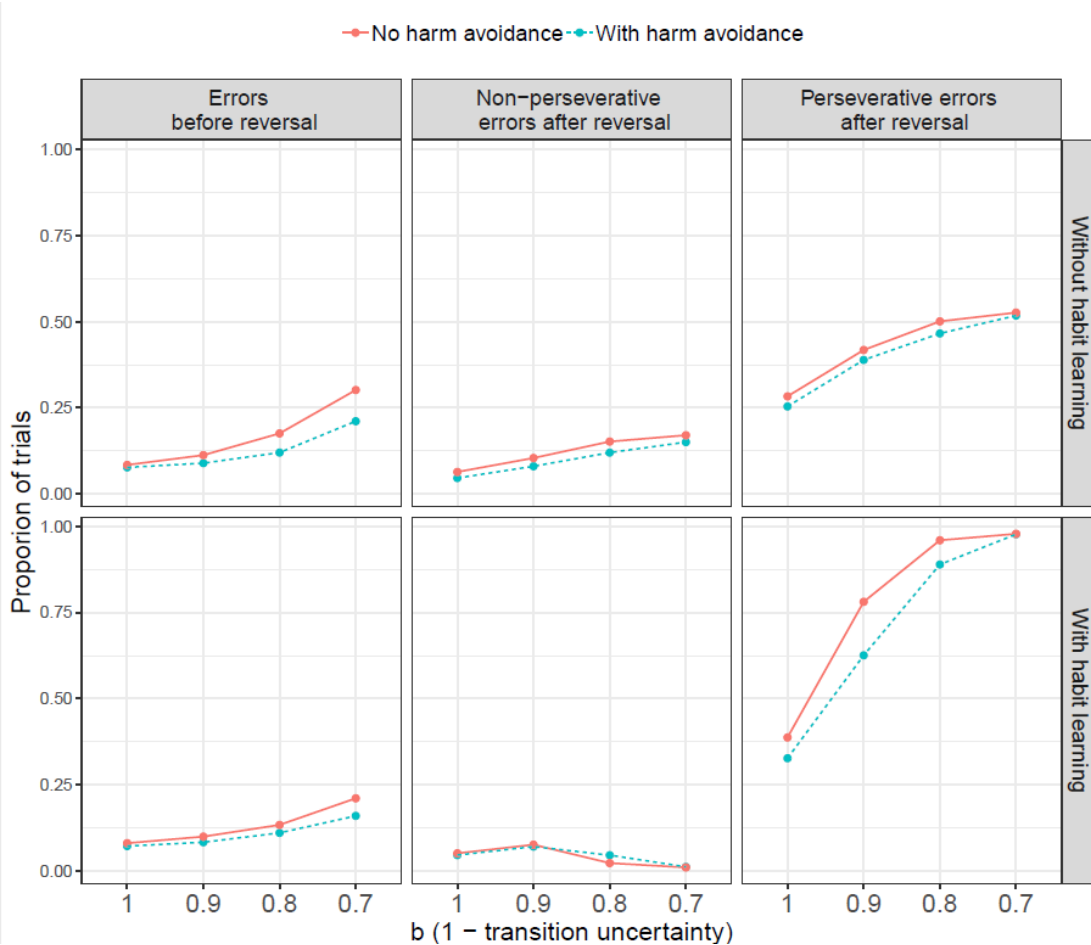 No harm avoidance With harm avoidance
Errors
before reversal
Non-perseverative
errors after reversal
Perseverative errors
after reversal
Proporion of trials
1.00
0.75
0.50
0.25
0.00
Without habit learning
1.00
0.75
0.50
0.25
0.00
With habit learning
1 0.9 0.8 0.7
1 0.9 0.8 0.7
1 0.9 0.8 0.7
b (1 − transition uncertainty)